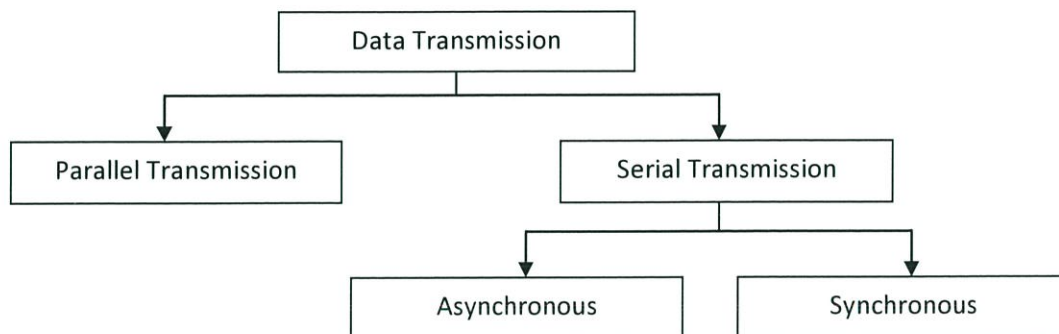 Data Transmission
Parallel Transmission
Serial Transmission
Asynchronous
Synchronous